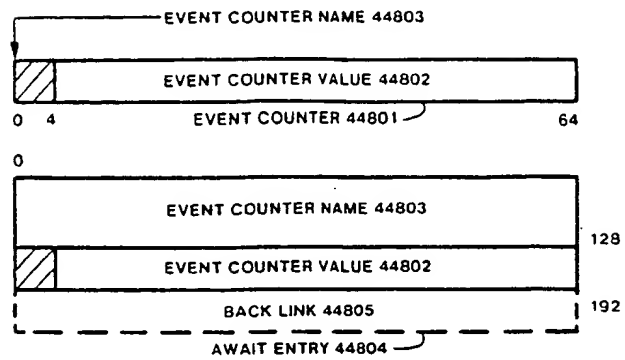 EVENT COUNTER NAME 44803
EVENT COUNTER VALUE 44802
0 4 EVENT COUNTER 44801 64
0
EVENT COUNTER NAME 44803
128
EVENT COUNTER VALUE 44802
BACK LINK 44805 192
AWAIT ENTRY 44804